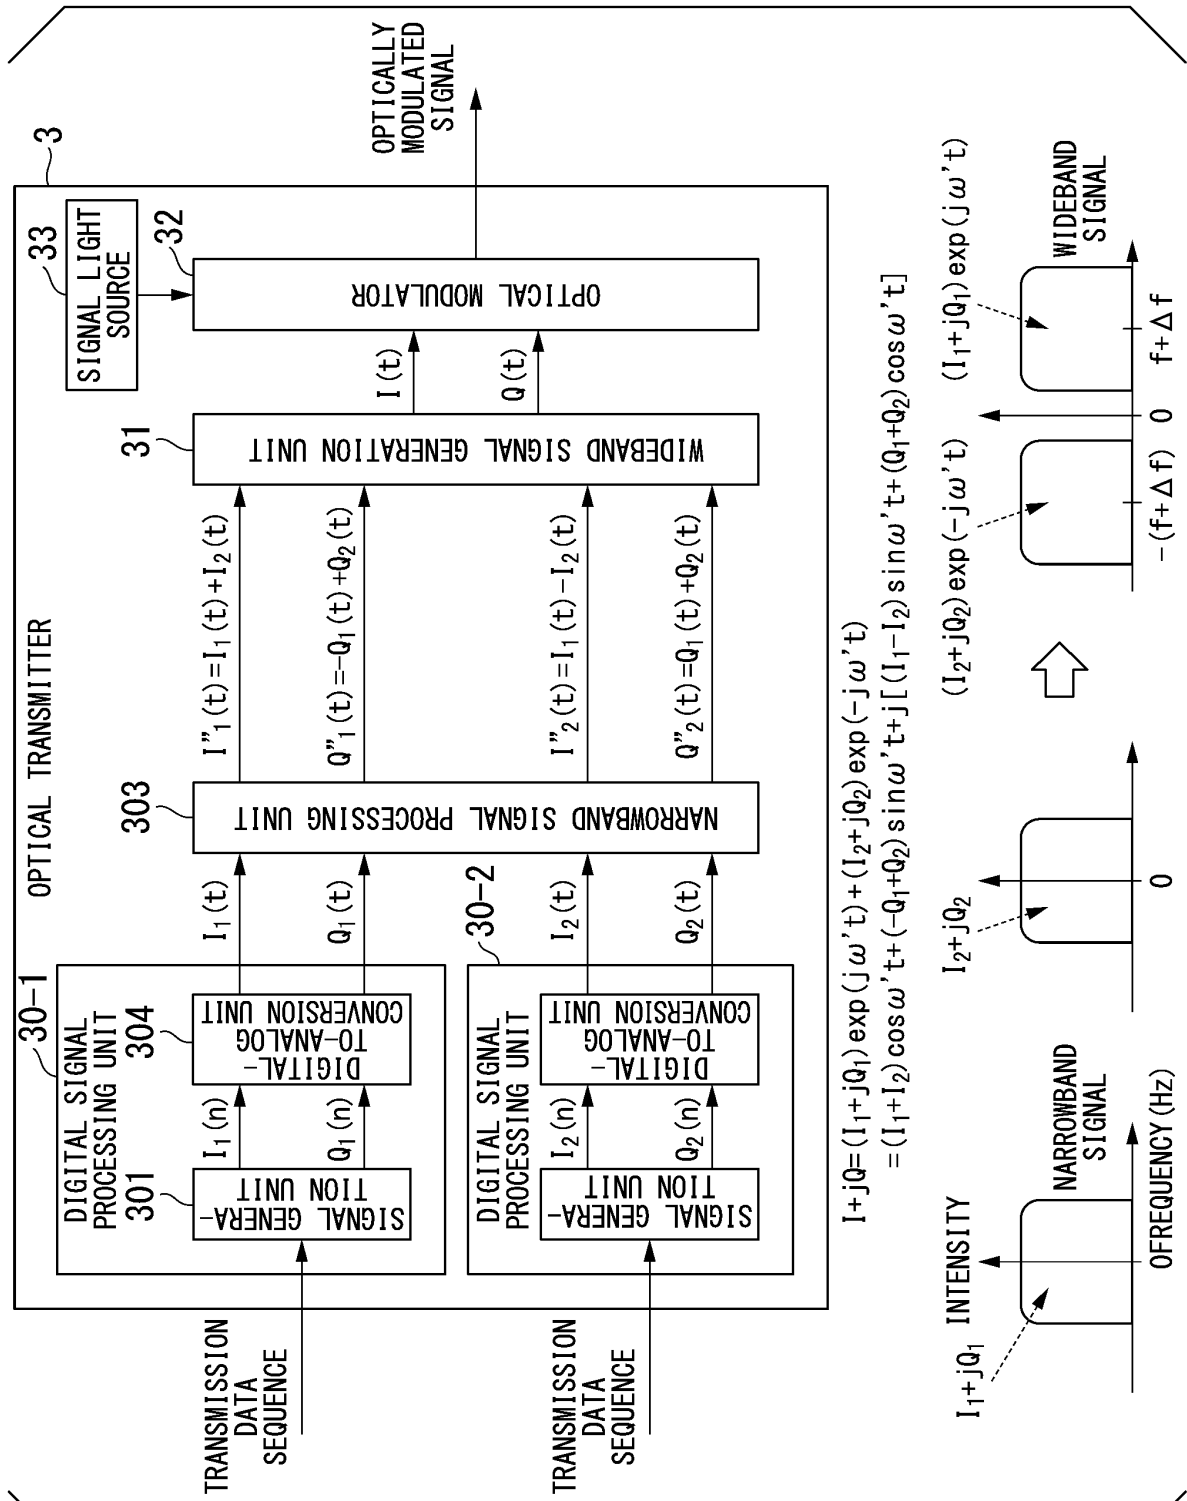 OPTICAL TRANSMITTER
3
30-1
DIGITAL SIGNAL
PROCESSING UNIT
301
304
SIGNAL GENERA-
TION UNIT
DIGITAL-
TO-ANALOG
CONVERSION UNIT
TRANSMISSION
DATA
SEQUENCE
I₁(n)
Q₁(n)
I₁(t)
Q₁(t)
30-2
DIGITAL SIGNAL
PROCESSING UNIT
SIGNAL GENERA-
TION UNIT
DIGITAL-
TO-ANALOG
CONVERSION UNIT
TRANSMISSION
DATA
SEQUENCE
I₂(n)
Q₂(n)
I₂(t)
Q₂(t)
303
NARROWBAND SIGNAL PROCESSING UNIT
I"₁(t)=I₁(t)+I₂(t)
Q"₁(t)=-Q₁(t)+Q₂(t)
I"₂(t)=I₁(t)-I₂(t)
Q"₂(t)=Q₁(t)+Q₂(t)
31
WIDEBAND SIGNAL GENERATION UNIT
I(t)
Q(t)
33
SIGNAL LIGHT
SOURCE
32
OPTICAL MODULATOR
OPTICALLY
MODULATED
SIGNAL
I+jQ=(I₁+jQ₁)exp(jω't)+(I₂+jQ₂)exp(-jω't)
=(I₁+I₂)cosω't+(-Q₁+Q₂)sinω't+j[(I₁-I₂)sinω't+(Q₁+Q₂)cosω't]
I₁+jQ₁
INTENSITY
NARROWBAND
SIGNAL
0FREQUENCY(Hz)
I₂+jQ₂
0
(I₂+jQ₂)exp(-jω't)
(I₁+jQ₁)exp(jω't)
WIDEBAND
SIGNAL
-(f+Δf)
0
f+Δf